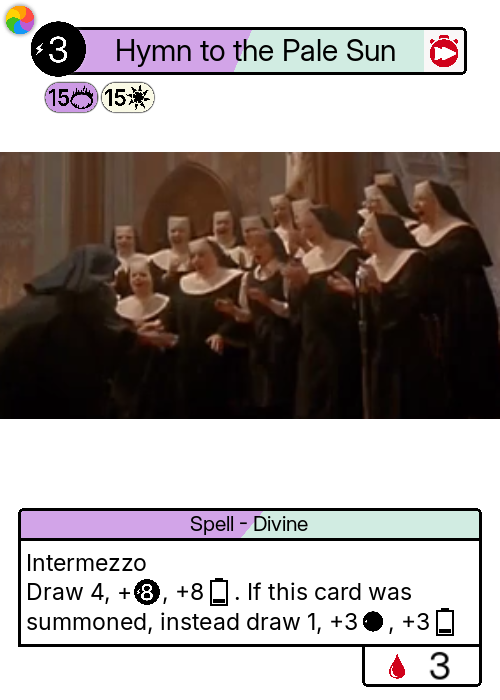 3 Hymn to the Pale Sun
15 15
Spell - Divine
Intermezzo
Draw 4, + 8, +8 . If this card was
summoned, instead draw 1, +3 , +3
3